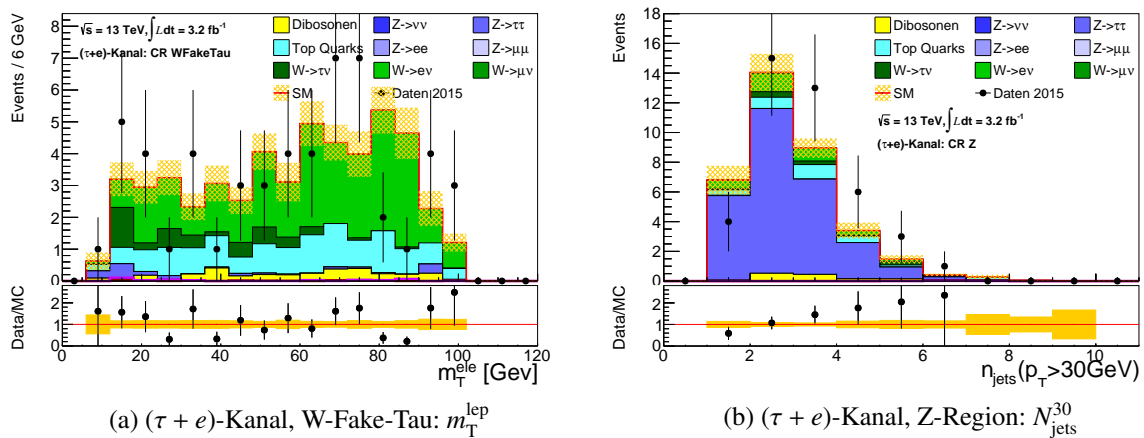 Events / 6 GeV
8
7
6
5
4
3
2
1
0
√s = 13 TeV, ∫Ldt = 3.2 fb⁻¹
(τ+e)-Kanal: CR WFakeTau
Dibosonen Z->νν Z->ττ
Top Quarks Z->ee Z->μμ
W->τν W->eν W->μν
SM Daten 2015
Data/MC
2
1
0
0 20 40 60 80 100 120
m_T^ele [Gev]
(a) (τ + e)-Kanal, W-Fake-Tau: m_T^lep
Events
18
16
14
12
10
8
6
4
2
0
Dibosonen Z->νν Z->ττ
Top Quarks Z->ee Z->μμ
W->τν W->eν W->μν
SM Daten 2015
√s = 13 TeV, ∫Ldt = 3.2 fb⁻¹
(τ+e)-Kanal: CR Z
Data/MC
2
1
0
0 2 4 6 8 10
n_jets(p_T>30GeV)
(b) (τ + e)-Kanal, Z-Region: N_jets^30